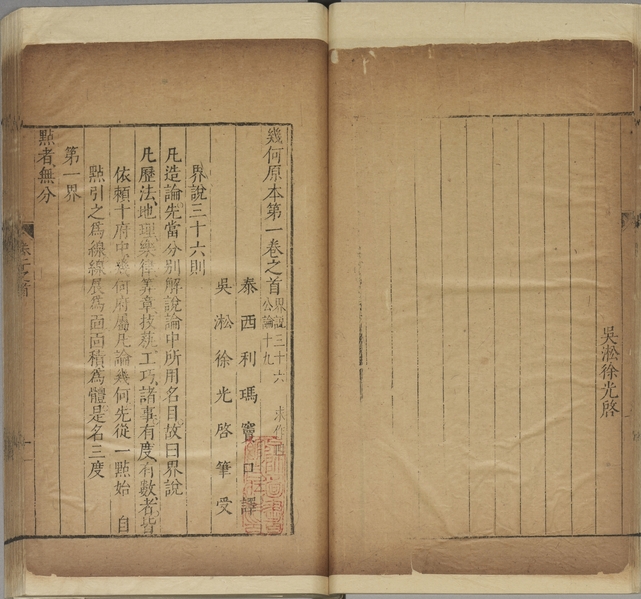 吳淞徐光啓
幾何原本第一卷之首 界說三十六 公論十九 求作四
泰西利瑪竇口譯
吳淞徐光啓筆受
界說三十六則
凡造論先當分別解說論中所用名目故曰界說
凡歷法地理樂律筭章技藝工巧諸事有度有數者皆
依頼十府中幾何府屬凡論幾何先從一點始自
點引之爲線線展爲面面積爲體是名三度
第一界
點者無分